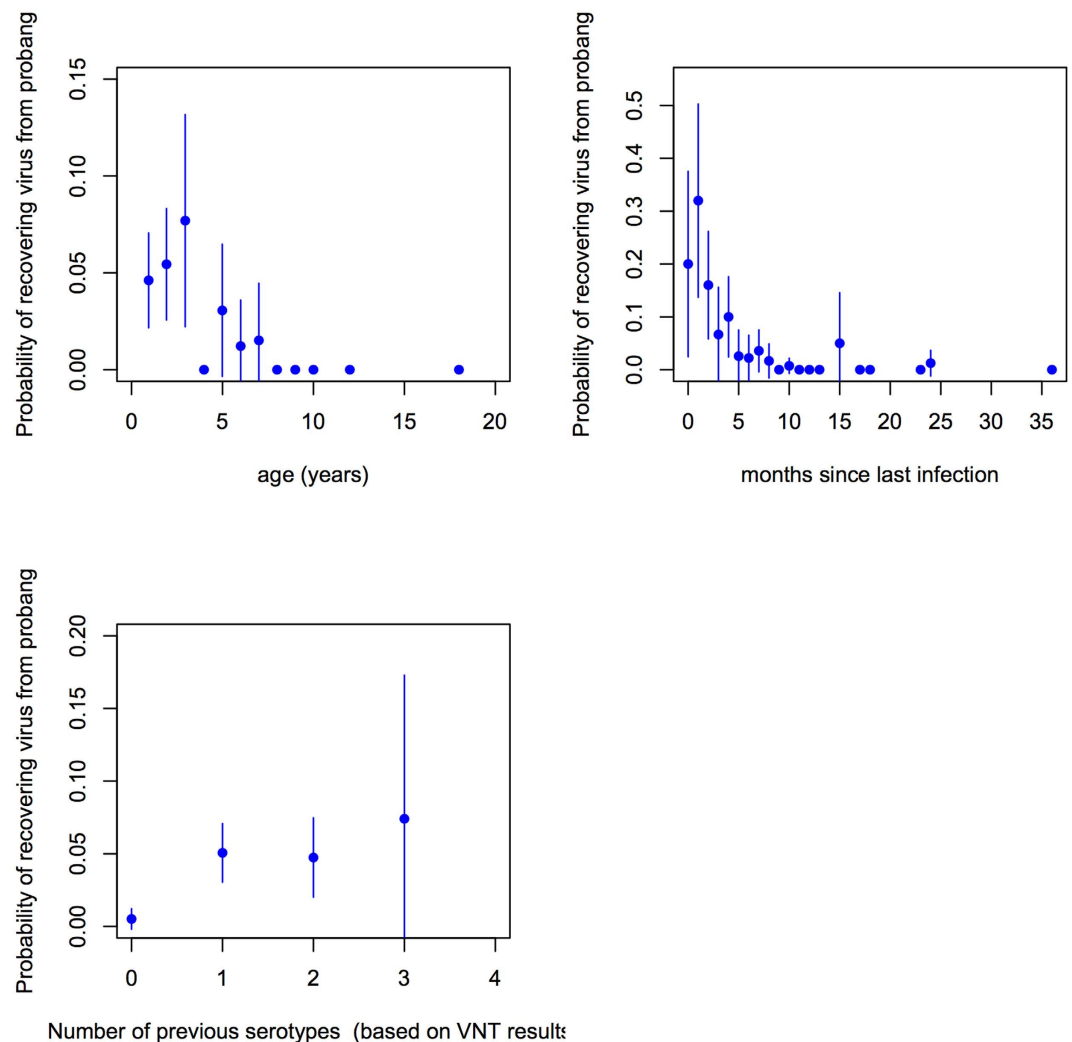 Probability of recovering virus from probang
0.15
0.10
0.05
0.00
0 5 10 15 20
age (years)
Probability of recovering virus from probang
0.5
0.4
0.3
0.2
0.1
0.0
0 5 10 15 20 25 30 35
months since last infection
Probability of recovering virus from probang
0.20
0.15
0.10
0.05
0.00
0 1 2 3 4
Number of previous serotypes (based on VNT results